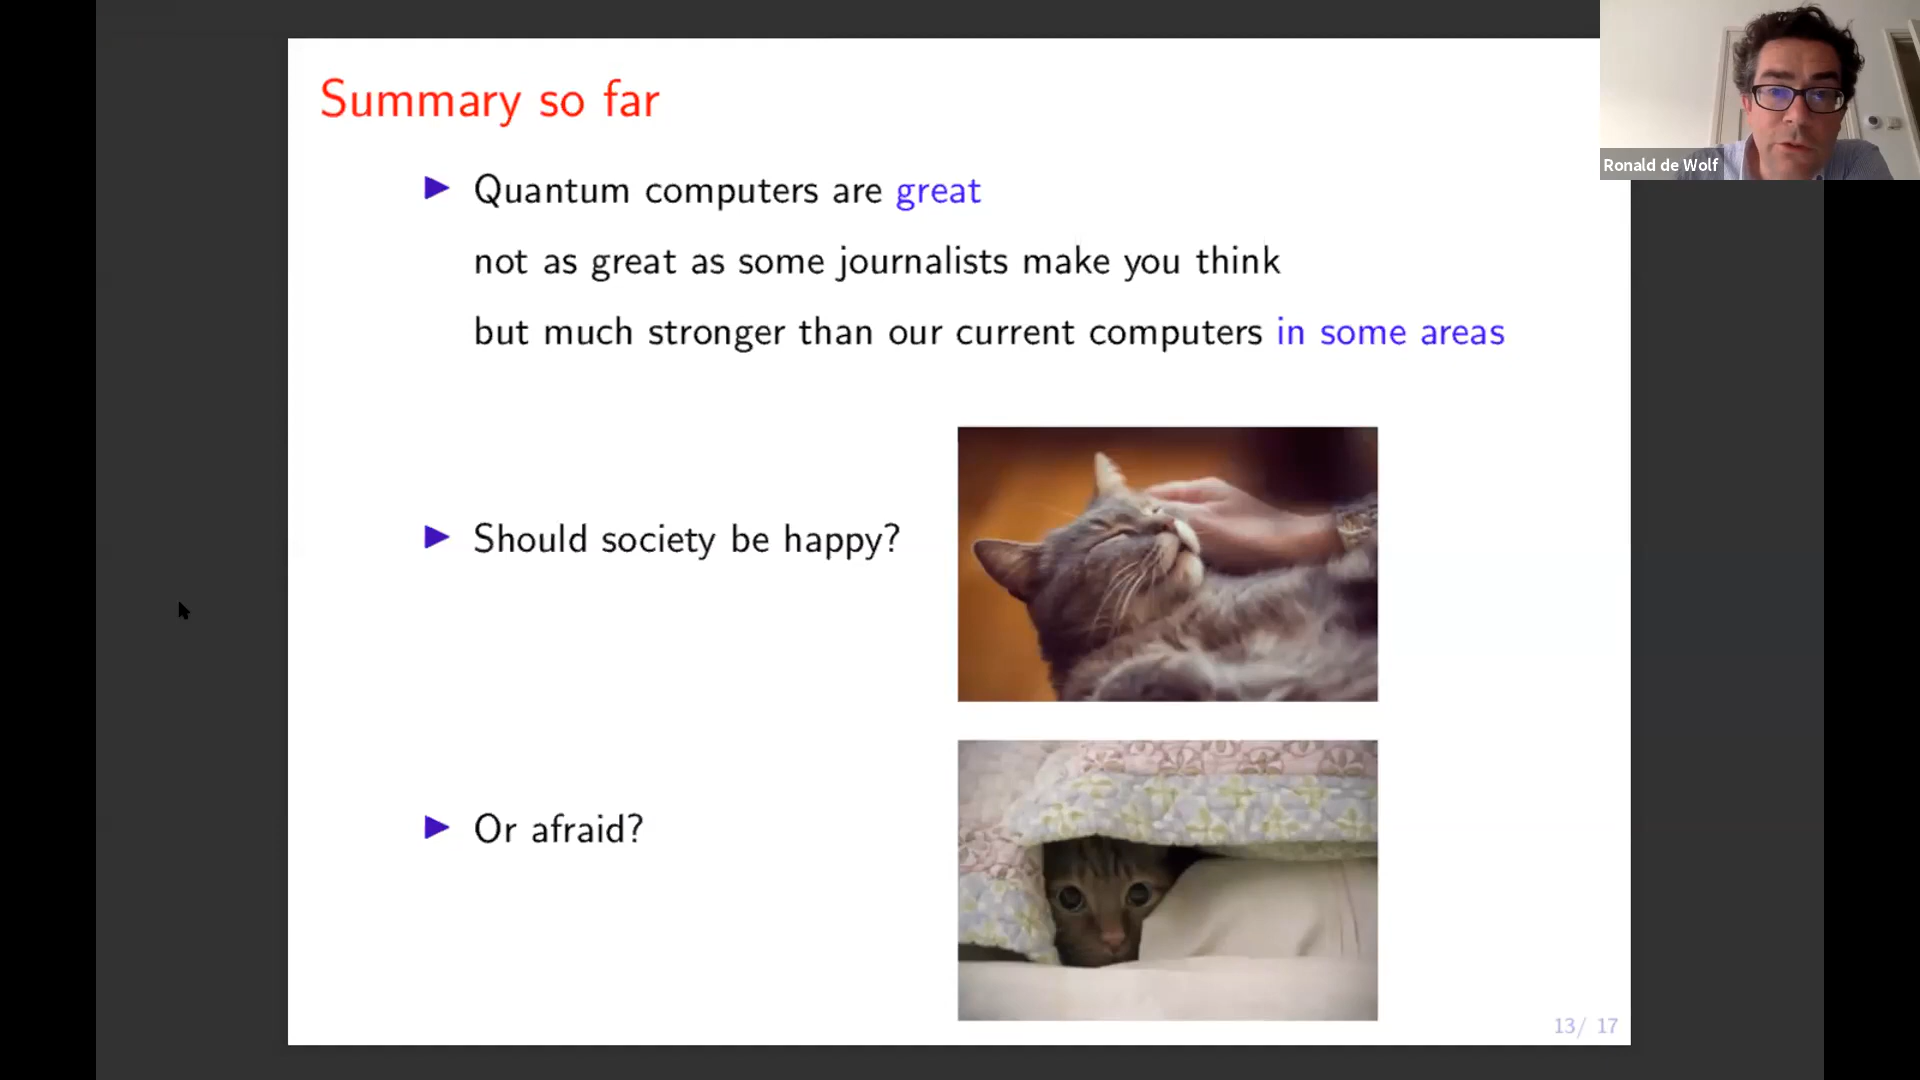 Summary so far
Ronald de Wolf
▶ Quantum computers are great
not as great as some journalists make you think
but much stronger than our current computers in some areas
▶ Should society be happy?
▶ Or afraid?
13/ 17